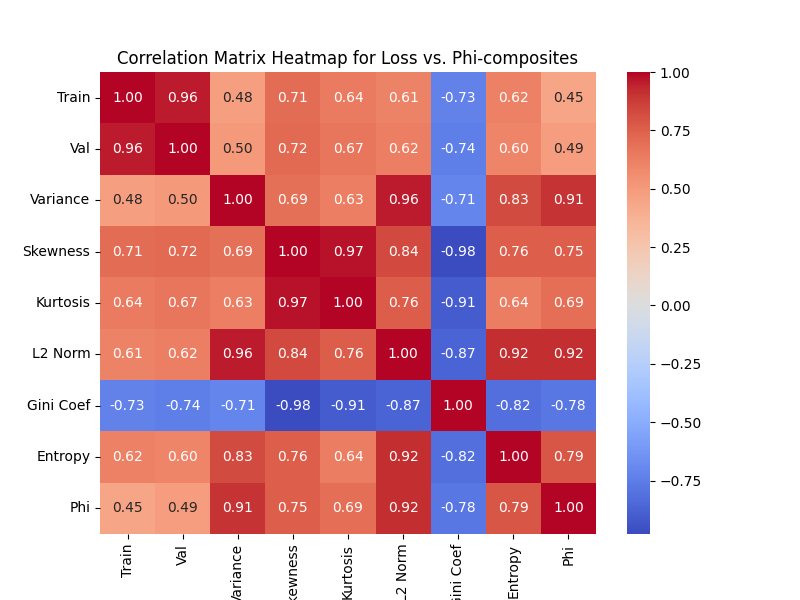 Correlation Matrix Heatmap for Loss vs. Phi-composites
Train 1.00 0.96 0.48 0.71 0.64 0.61 -0.73 0.62 0.45
Val 0.96 1.00 0.50 0.72 0.67 0.62 -0.74 0.60 0.49
Variance 0.48 0.50 1.00 0.69 0.63 0.96 -0.71 0.83 0.91
Skewness 0.71 0.72 0.69 1.00 0.97 0.84 -0.98 0.76 0.75
Kurtosis 0.64 0.67 0.63 0.97 1.00 0.76 -0.91 0.64 0.69
L2 Norm 0.61 0.62 0.96 0.84 0.76 1.00 -0.87 0.92 0.92
Gini Coef -0.73 -0.74 -0.71 -0.98 -0.91 -0.87 1.00 -0.82 -0.78
Entropy 0.62 0.60 0.83 0.76 0.64 0.92 -0.82 1.00 0.79
Phi 0.45 0.49 0.91 0.75 0.69 0.92 -0.78 0.79 1.00
Train
Val
Variance
kewness
Kurtosis
L2 Norm
ini Coef
Entropy
Phi
1.00
0.75
0.50
0.25
0.00
−0.25
−0.50
−0.75